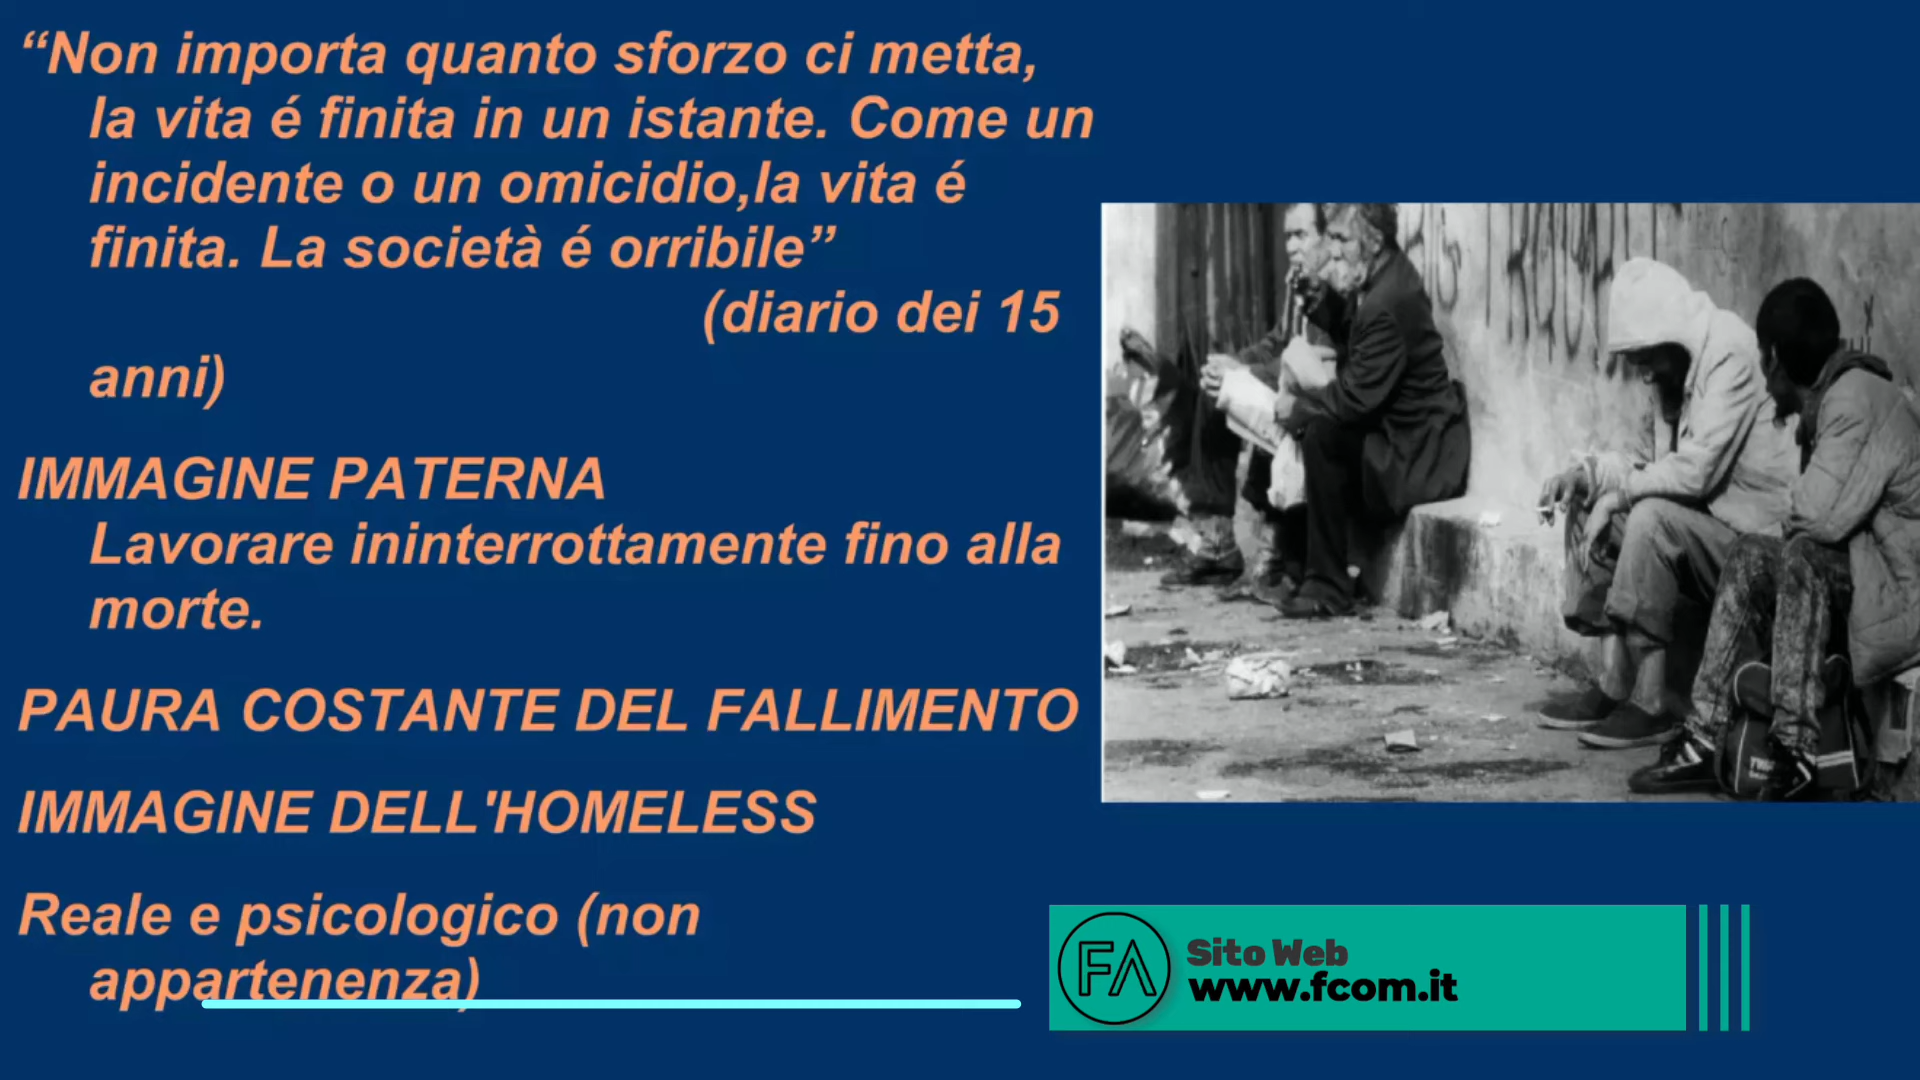 “Non importa quanto sforzo ci metta,
la vita é finita in un istante. Come un
incidente o un omicidio,la vita é
finita. La società é orribile”
(diario dei 15
anni)
IMMAGINE PATERNA
Lavorare ininterrottamente fino alla
morte.
PAURA COSTANTE DEL FALLIMENTO
IMMAGINE DELL'HOMELESS
Reale e psicologico (non
appartenenza)
FA
Sito Web
www.fcom.it